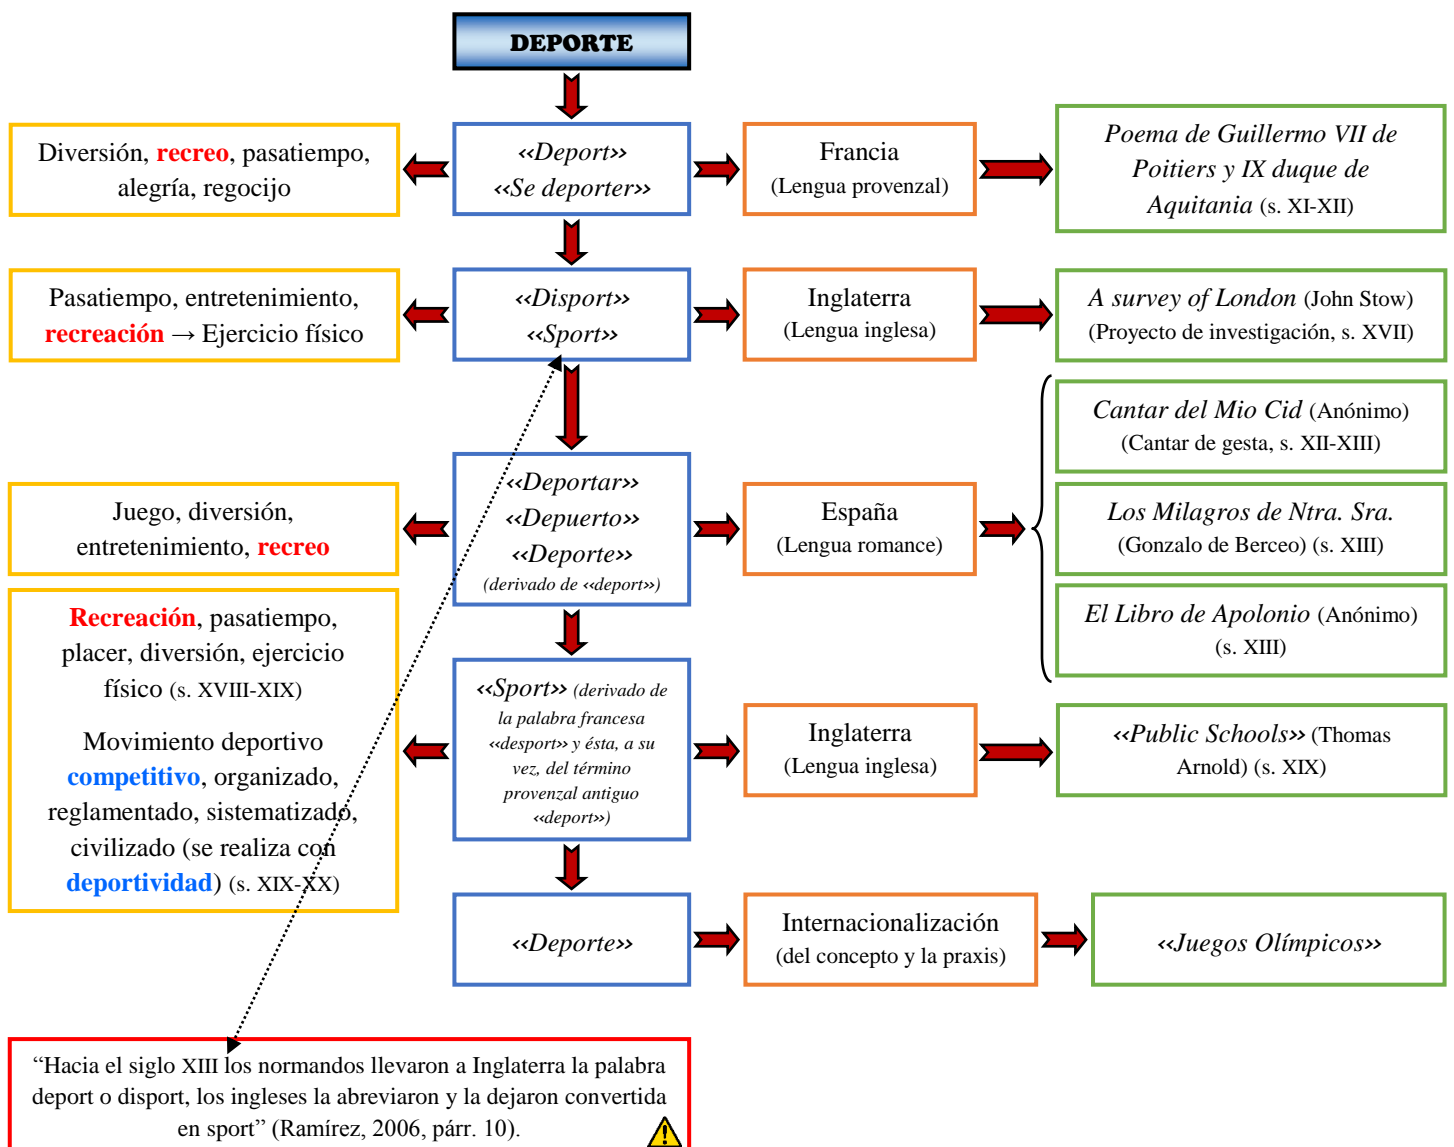 DEPORTE
Diversión, recreo, pasatiempo,
alegría, regocijo
«Deport»
«Se deporter»
Francia
(Lengua provenzal)
Poema de Guillermo VII de
Poitiers y IX duque de
Aquitania (s. XI-XII)
Pasatiempo, entretenimiento,
recreación → Ejercicio físico
«Disport»
«Sport»
Inglaterra
(Lengua inglesa)
A survey of London (John Stow)
(Proyecto de investigación, s. XVII)
Juego, diversión,
entretenimiento, recreo
«Deportar»
«Depuerto»
«Deporte»
(derivado de «deport»)
España
(Lengua romance)
Cantar del Mio Cid (Anónimo)
(Cantar de gesta, s. XII-XIII)
Los Milagros de Ntra. Sra.
(Gonzalo de Berceo) (s. XIII)
El Libro de Apolonio (Anónimo)
(s. XIII)
Recreación, pasatiempo,
placer, diversión, ejercicio
físico (s. XVIII-XIX)
Movimiento deportivo
competitivo, organizado,
reglamentado, sistematizado,
civilizado (se realiza con
deportividad) (s. XIX-XX)
«Sport» (derivado de
la palabra francesa
«desport» y ésta, a su
vez, del término
provenzal antiguo
«deport»)
Inglaterra
(Lengua inglesa)
«Public Schools» (Thomas
Arnold) (s. XIX)
«Deporte»
Internacionalización
(del concepto y la praxis)
«Juegos Olímpicos»
“Hacia el siglo XIII los normandos llevaron a Inglaterra la palabra
deport o disport, los ingleses la abreviaron y la dejaron convertida
en sport” (Ramírez, 2006, párr. 10).